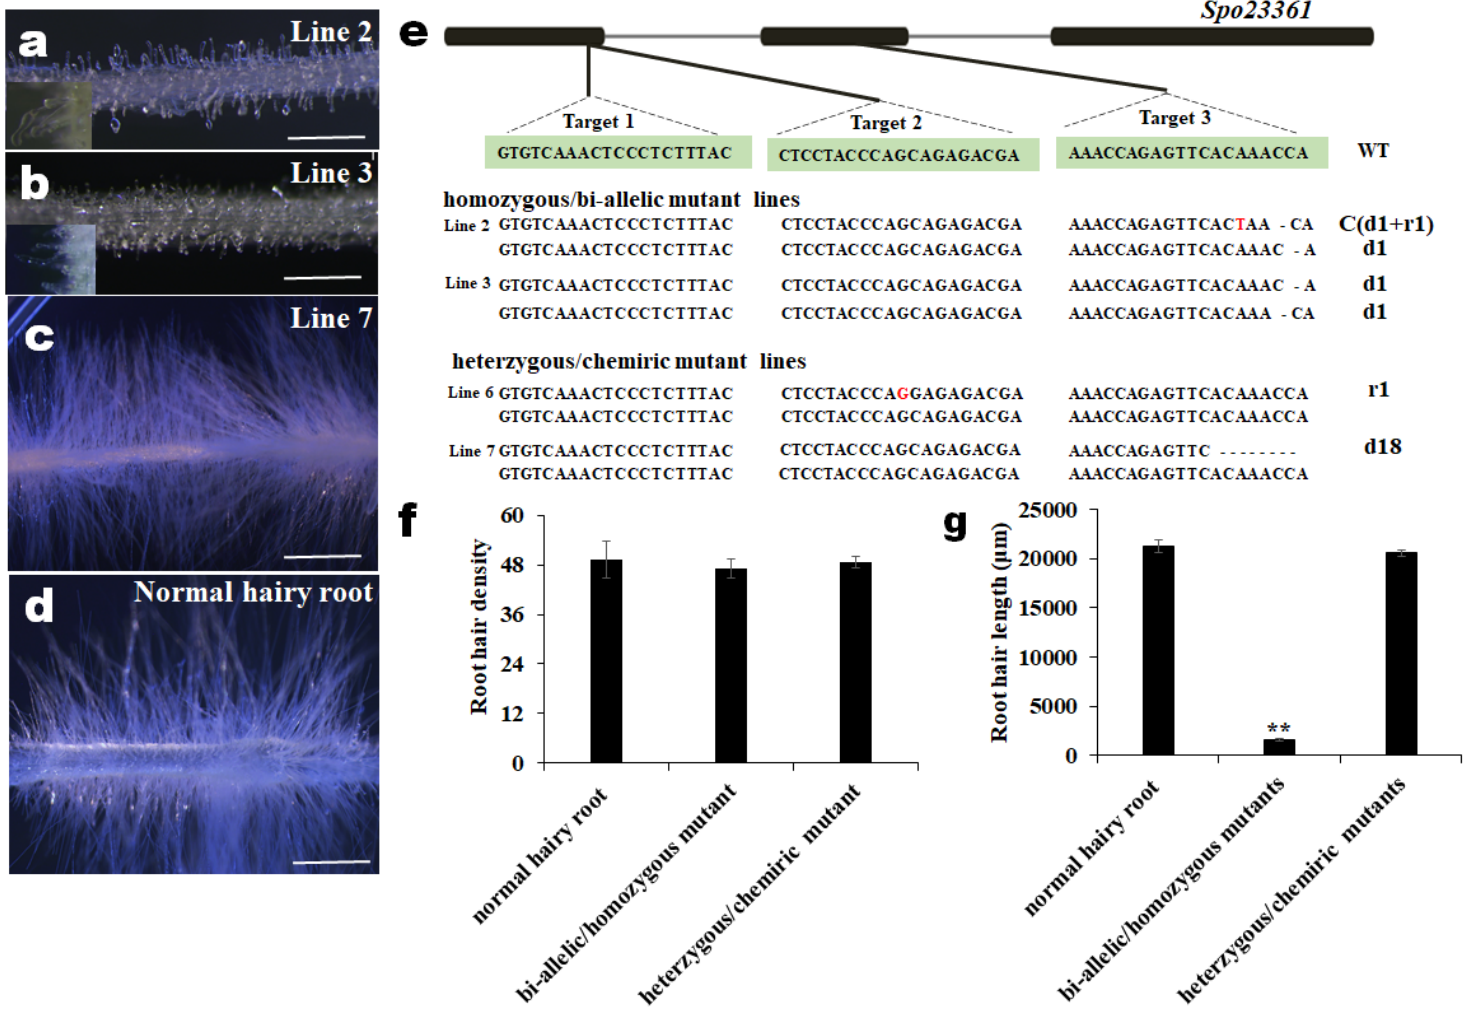 a Line 2
b Line 3
c Line 7
d Normal hairy root
e Spo23361
Target 1 Target 2 Target 3
GTGTCAAACTCCCTCTTTAC CTCCTACCCAGCAGAGACGA AAACCAGAGTTCACAAACCA WT
homozygous/bi-allelic mutant lines
Line 2 GTGTCAAACTCCCTCTTTAC CTCCTACCCAGCAGAGACGA AAACCAGAGTTCACTAA - CA C(d1+r1)
GTGTCAAACTCCCTCTTTAC CTCCTACCCAGCAGAGACGA AAACCAGAGTTCACAAAC - A d1
Line 3 GTGTCAAACTCCCTCTTTAC CTCCTACCCAGCAGAGACGA AAACCAGAGTTCACAAAC - A d1
GTGTCAAACTCCCTCTTTAC CTCCTACCCAGCAGAGACGA AAACCAGAGTTCACAAA - CA d1
heterzygous/chemiric mutant lines
Line 6 GTGTCAAACTCCCTCTTTAC CTCCTACCCAGGAGAGACGA AAACCAGAGTTCACAAACCA r1
GTGTCAAACTCCCTCTTTAC CTCCTACCCAGCAGAGACGA AAACCAGAGTTCACAAACCA
Line 7 GTGTCAAACTCCCTCTTTAC CTCCTACCCAGCAGAGACGA AAACCAGAGTTC - - - - - - - - d18
GTGTCAAACTCCCTCTTTAC CTCCTACCCAGCAGAGACGA AAACCAGAGTTCACAAACCA
f
Root hair density
60
48
36
24
12
0
normal hairy root
bi-allelic/homozygous mutant
heterzygous/chemiric mutant
g
Root hair length (µm)
25000
20000
15000
10000
5000
0
**
normal hairy root
bi-allelic/homozygous mutants
heterzygous/chemiric mutants